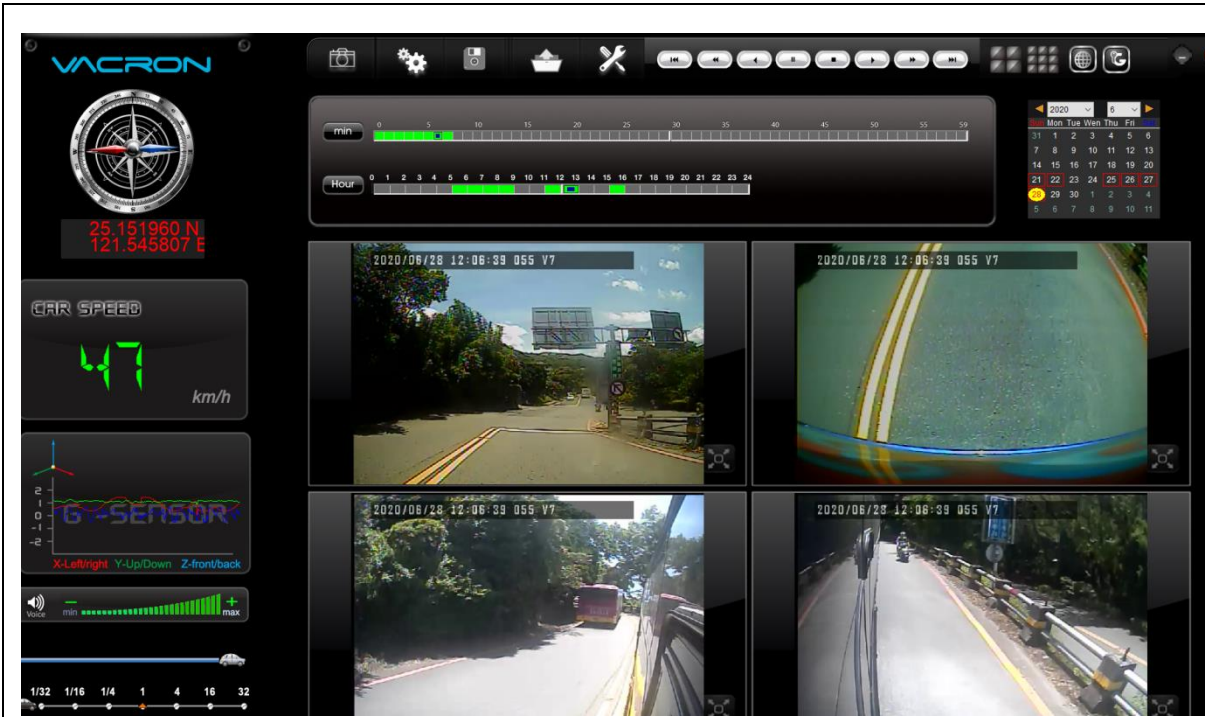 VACRON
25.151960 N
121.545807 E
CAR SPEED
47
km/h
2
1
0
-1
-2
G-SENSOR
X-Left/right Y-Up/Down Z-front/back
Voice
min
max
1/32 1/16 1/4 1 4 16 32
min
0 5 10 15 20 25 30 35 40 45 50 55 59
Hour
0 1 2 3 4 5 6 7 8 9 10 11 12 13 14 15 16 17 18 19 20 21 22 23 24
2020 6
Sun Mon Tue Wen Thu Fri Sat
31 1 2 3 4 5 6
7 8 9 10 11 12 13
14 15 16 17 18 19 20
21 22 23 24 25 26 27
28 29 30 1 2 3 4
5 6 7 8 9 10 11
2020/06/28 12:06:39 055 V7
2020/06/28 12:06:39 055 V7
2020/06/28 12:06:39 055 V7
2020/06/28 12:06:39 055 V7